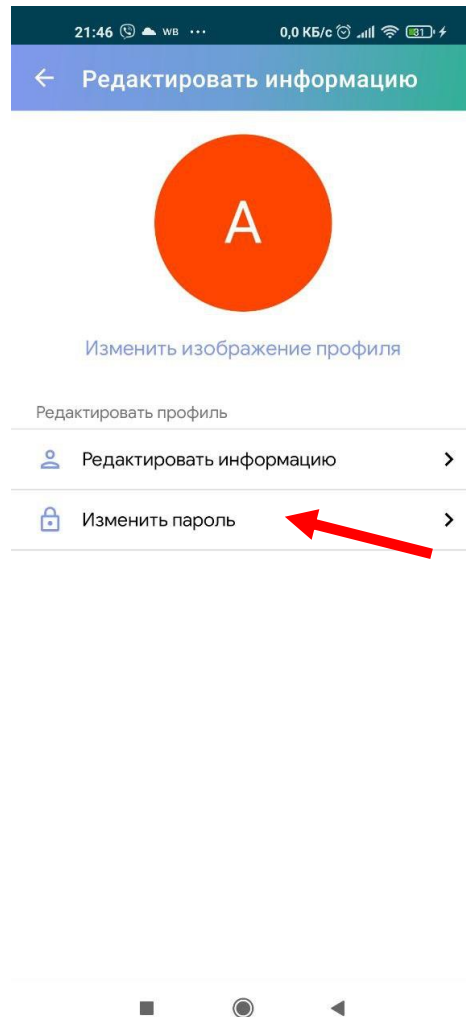 21:46 WB ... 0,0 КБ/с 31
Редактировать информацию
A
Изменить изображение профиля
Редактировать профиль
Редактировать информацию
Изменить пароль